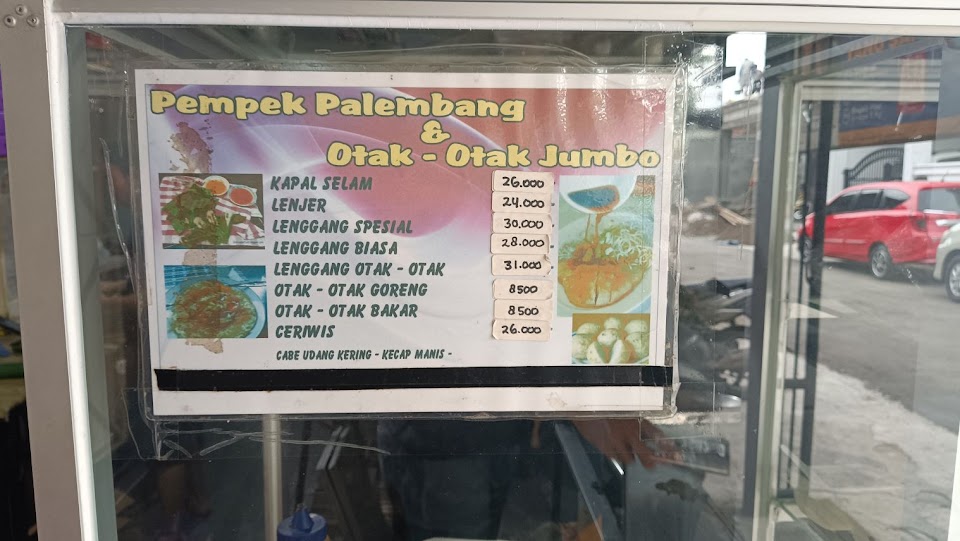 Pempek Palembang
&
Otak - Otak Jumbo
KAPAL SELAM 26.000
LENJER 24.000
LENGGANG SPESIAL 30.000
LENGGANG BIASA 28.000
LENGGANG OTAK - OTAK 31.000
OTAK - OTAK GORENG 8500
OTAK - OTAK BAKAR 8500
CERIWIS 26.000
CABE UDANG KERING - KECAP MANIS -